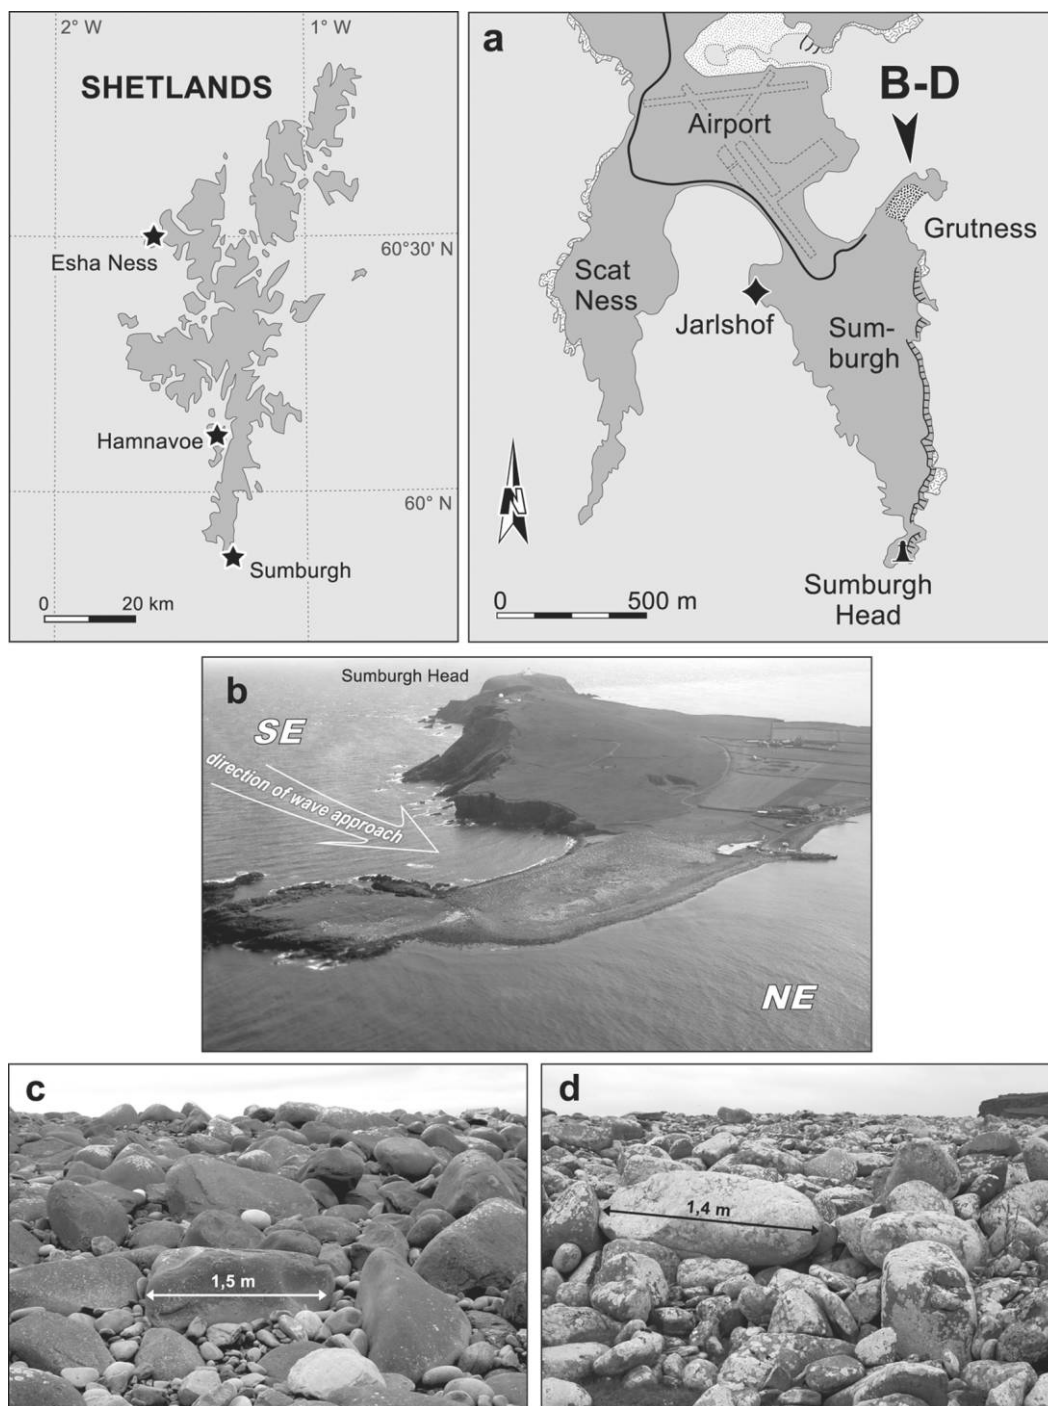 2° W
1° W
SHETLANDS
Esha Ness
60°30' N
Hamnavoe
60° N
Sumburgh
0 20 km
a
B-D
Airport
Grutness
Scat
Ness
Jarlshof
Sum-
burgh
N
0 500 m
Sumburgh
Head
b
Sumburgh Head
SE
direction of wave approach
NE
c
1,5 m
d
1,4 m